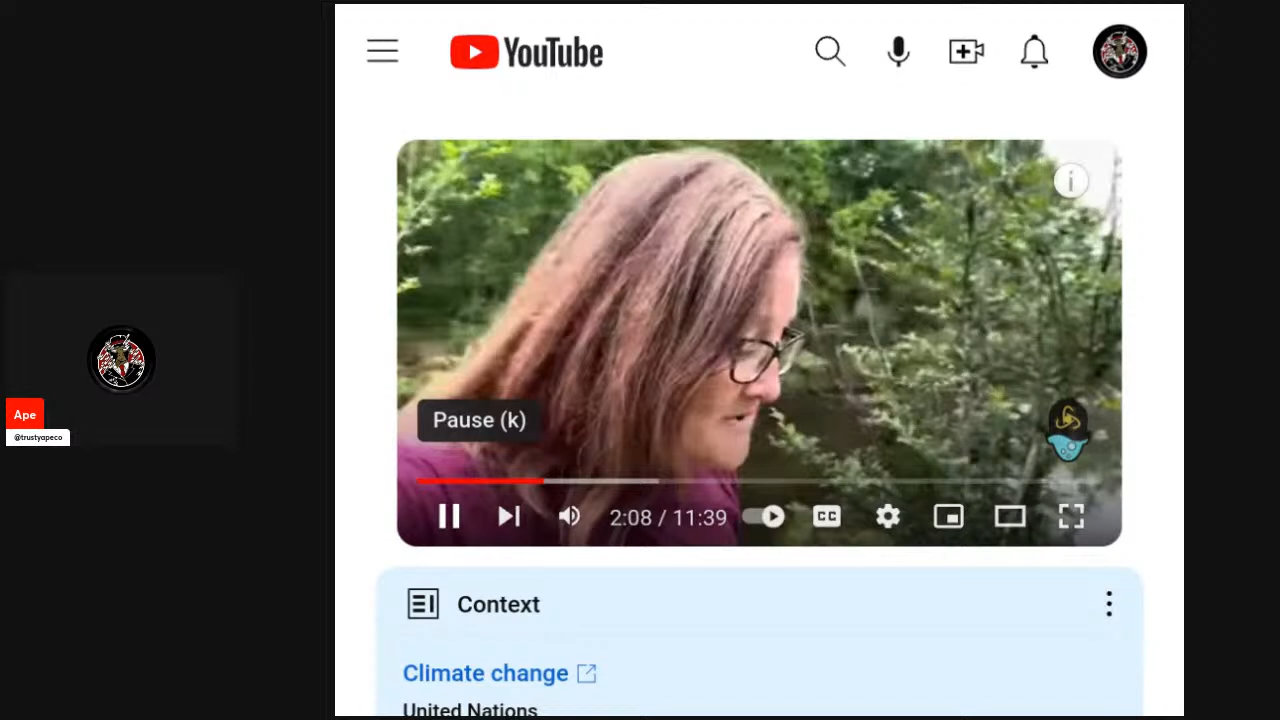 YouTube
Pause (k)
2:08 / 11:39
CC
Context
Climate change
United Nations
Ape
@trustyapeco